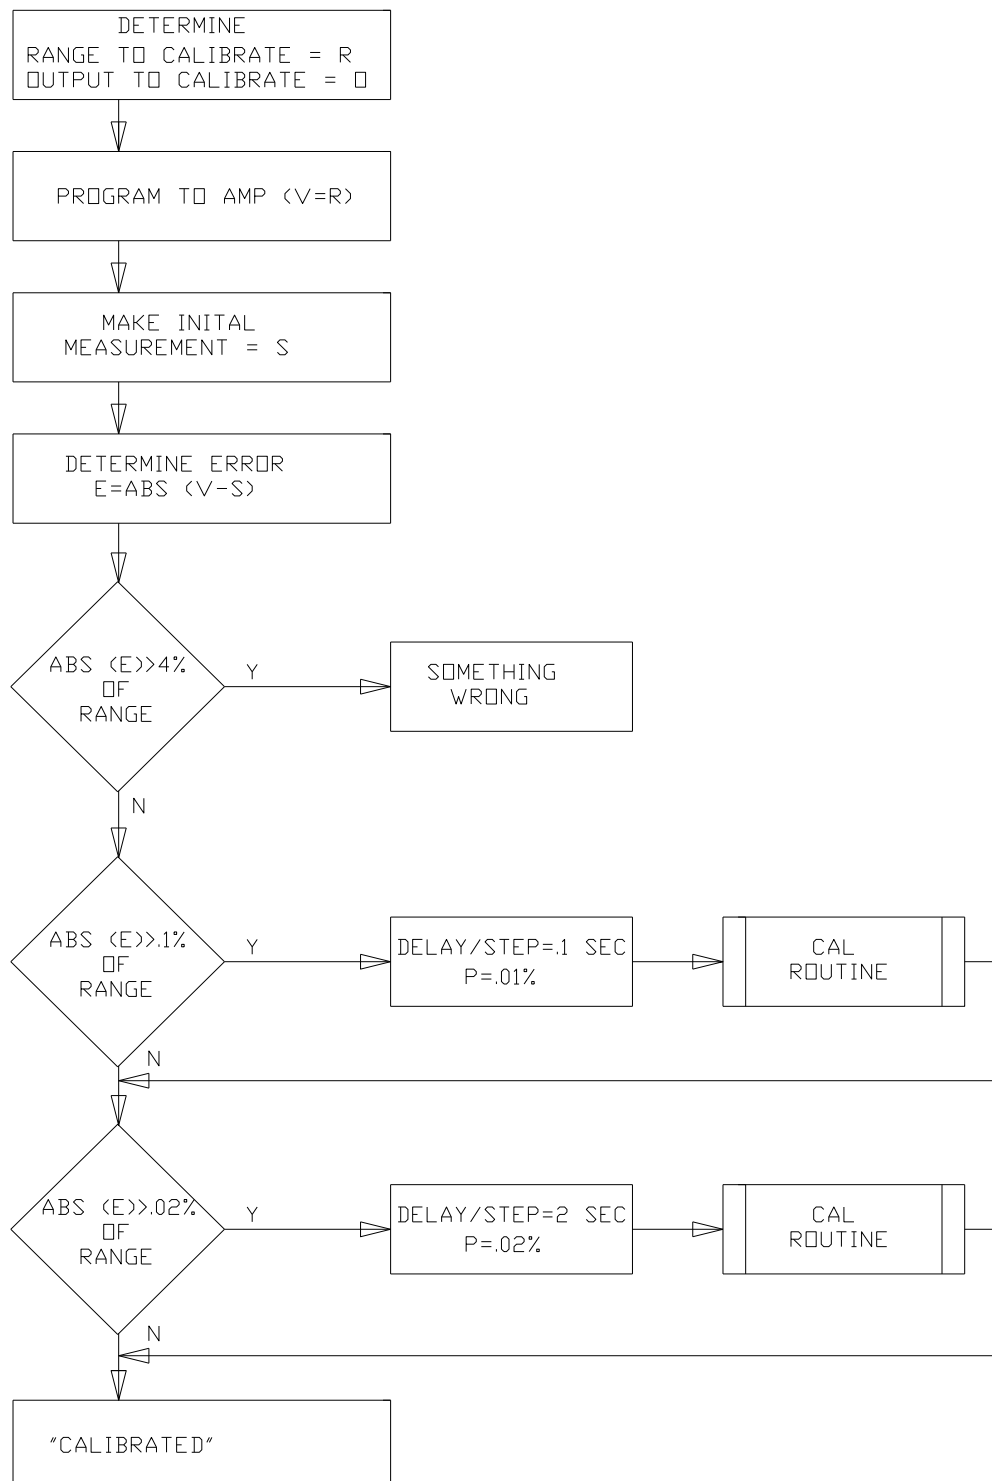 DETERMINE
RANGE TO CALIBRATE = R
OUTPUT TO CALIBRATE = O
PROGRAM TO AMP (V=R)
MAKE INITAL
MEASUREMENT = S
DETERMINE ERROR
E=ABS (V-S)
ABS (E)>4%
OF
RANGE
Y
SOMETHING
WRONG
N
ABS (E)>.1%
OF
RANGE
Y
DELAY/STEP=.1 SEC
P=.01%
CAL
ROUTINE
N
ABS (E)>.02%
OF
RANGE
Y
DELAY/STEP=2 SEC
P=.02%
CAL
ROUTINE
N
"CALIBRATED"